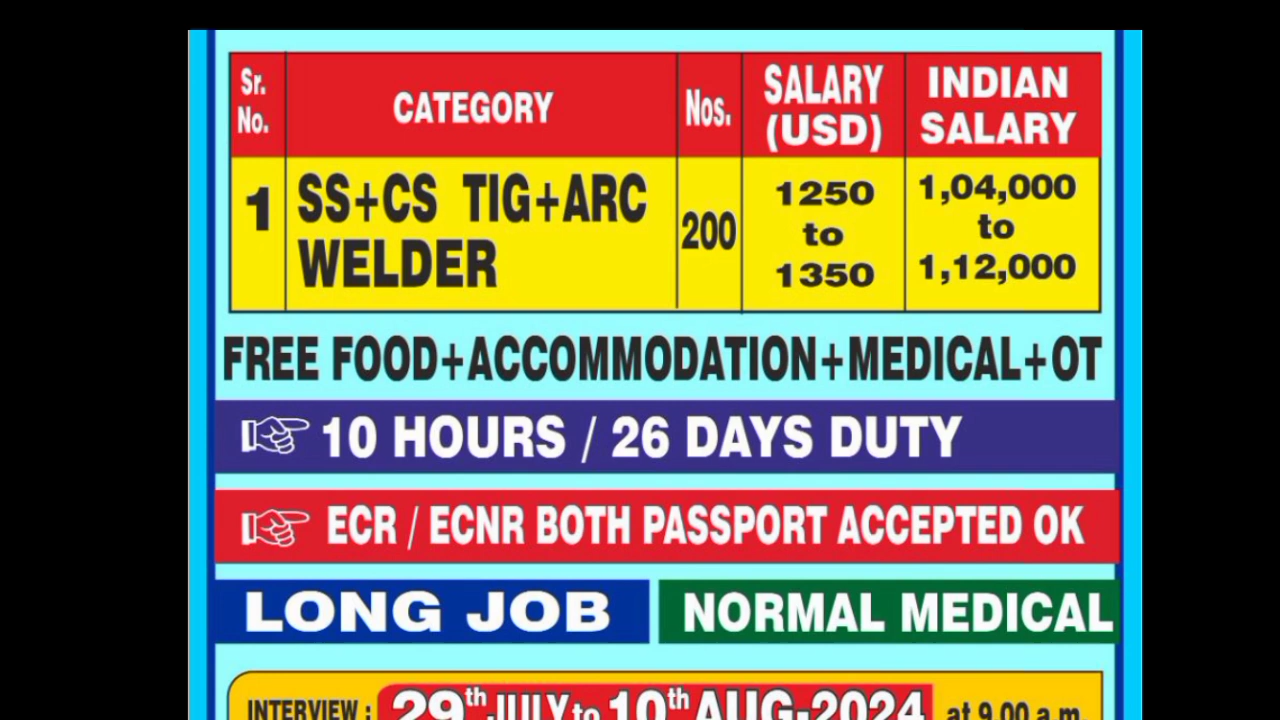 Sr. No. CATEGORY Nos. SALARY (USD) INDIAN SALARY
1 SS+CS TIG+ARC WELDER 200 1250 to 1350 1,04,000 to 1,12,000
FREE FOOD+ACCOMMODATION+MEDICAL+OT
10 HOURS / 26 DAYS DUTY
ECR / ECNR BOTH PASSPORT ACCEPTED OK
LONG JOB NORMAL MEDICAL
INTERVIEW : 29th JULY to 10th AUG-2024 at 9.00 a.m.